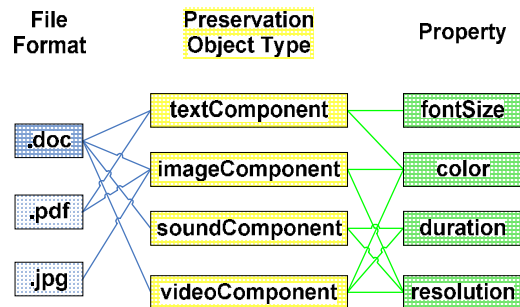 File
Format
Preservation
Object Type
Property
.doc
.pdf
.jpg
textComponent
imageComponent
soundComponent
videoComponent
fontSize
color
duration
resolution